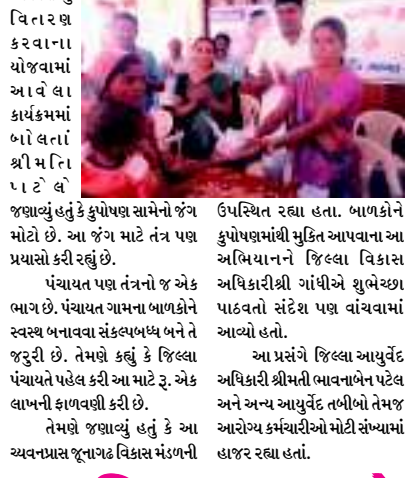 વિતરણ
કરવાના
યોજવામાં
આવેલા
કાર્યક્રમમાં
બોલતાં
શ્રીમતિ
પાટેલે
જણાવ્યું હતું કે કુપોષણ સામેનો જંગ
મોટો છે. આ જંગ માટે તંત્ર પણ
પ્રયાસો કરી રહ્યું છે.
પંચાયત પણ તંત્રનો જ એક
ભાગ છે. પંચાયત ગામના બાળકોને
સ્વસ્થ બનાવવા સંકલ્પબધ્ધ બને તે
જરુરી છે. તેમણે કહ્યું કે જિલ્લા
પંચાયતે પહેલ કરી આ માટે રૂ. એક
લાખની ફાળવણી કરી છે.
તેમણે જણાવ્યું હતું કે આ
ચ્યવનપ્રાસ જૂનાગઢ વિકાસ મંડળની
ઉપસ્થિત રહ્યા હતા. બાળકોને
કુપોષણમાંથી મુકિત આપવાના આ
અભિયાનને જિલ્લા વિકાસ
અધિકારીશ્રી ગાંધીએ શુભેચ્છા
પાઠવતો સંદેશ પણ વાંચવામાં
આવ્યો હતો.
આ પ્રસંગે જિલ્લા આયુર્વેદ
અધિકારી શ્રીમતી ભાવનાબેન પટેલ
અને અન્ય આયુર્વેદ તબીબો તેમજ
આરોગ્ય કર્મચારીઓ મોટી સંખ્યામાં
હાજર રહ્યા હતાં.